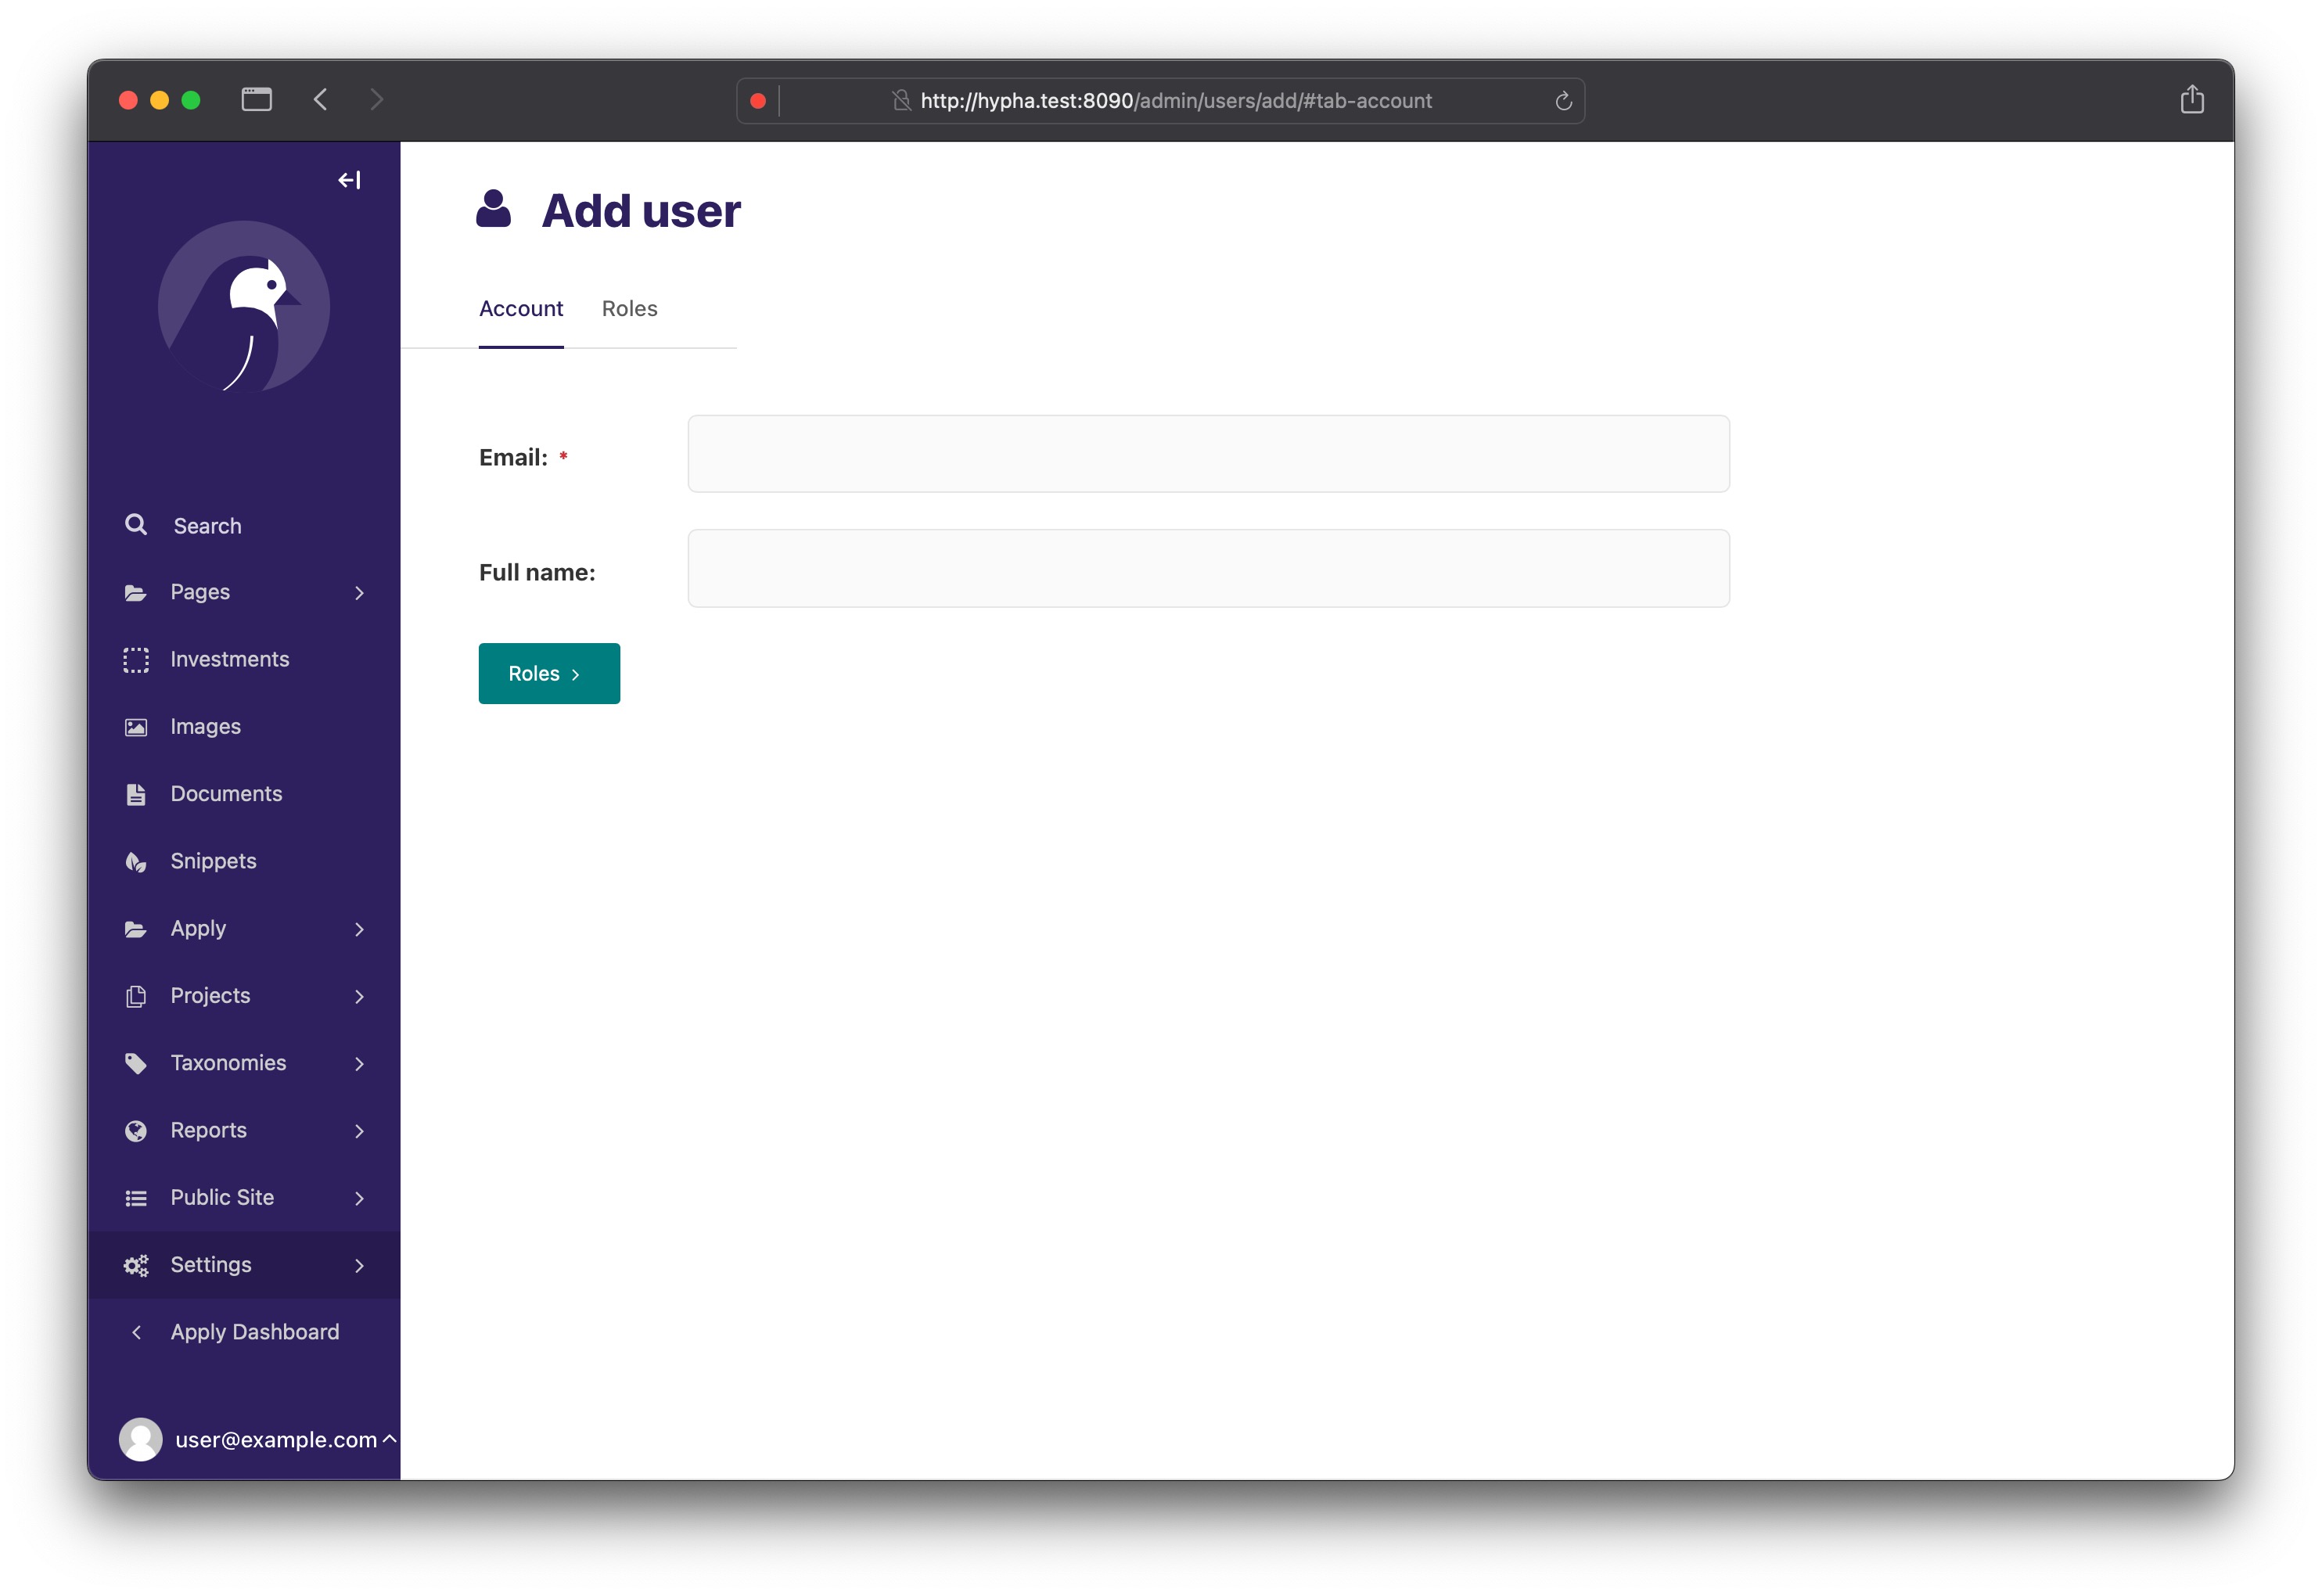 http://hypha.test:8090/admin/users/add/#tab-account
Add user
Account Roles
Email: *
Full name:
Roles
Search
Pages
Investments
Images
Documents
Snippets
Apply
Projects
Taxonomies
Reports
Public Site
Settings
Apply Dashboard
user@example.com